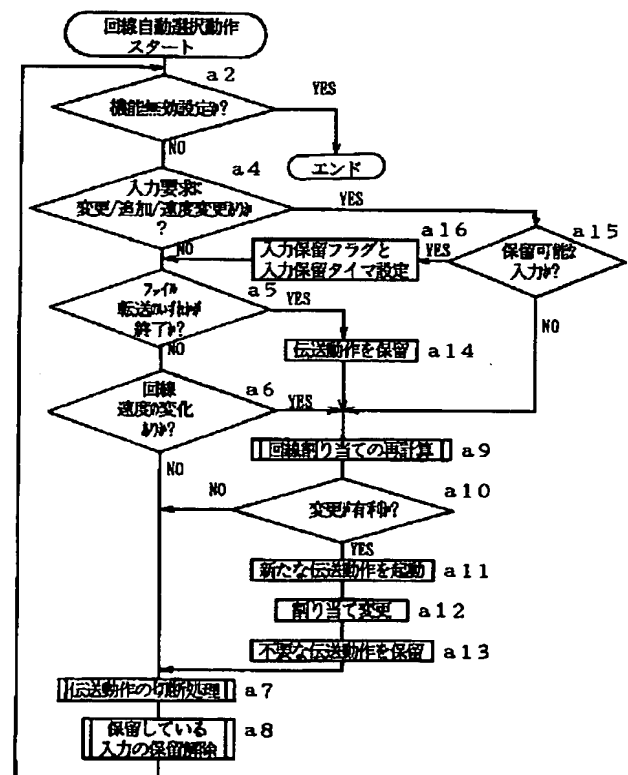 回線自動選択動作
スタート
a2
機能無効設定か?
YES
NO
エンド
a4
入力要求に
変更/追加/速度変更ありか
?
YES
NO
a16
入力保留フラグと
入力保留タイマ設定
YES
a15
保留可能な
入力か?
NO
a5
ファイル
転送のいずれかが
終了か?
YES
NO
伝送動作を保留
a14
a6
回線
速度の変化
ありか?
YES
NO
回線割り当ての再計算
a9
a10
変更が有利か?
NO
YES
新たな伝送動作を起動
a11
割り当て変更
a12
不要な伝送動作を保留
a13
伝送動作の切断処理
a7
保留している
入力の保留解除
a8